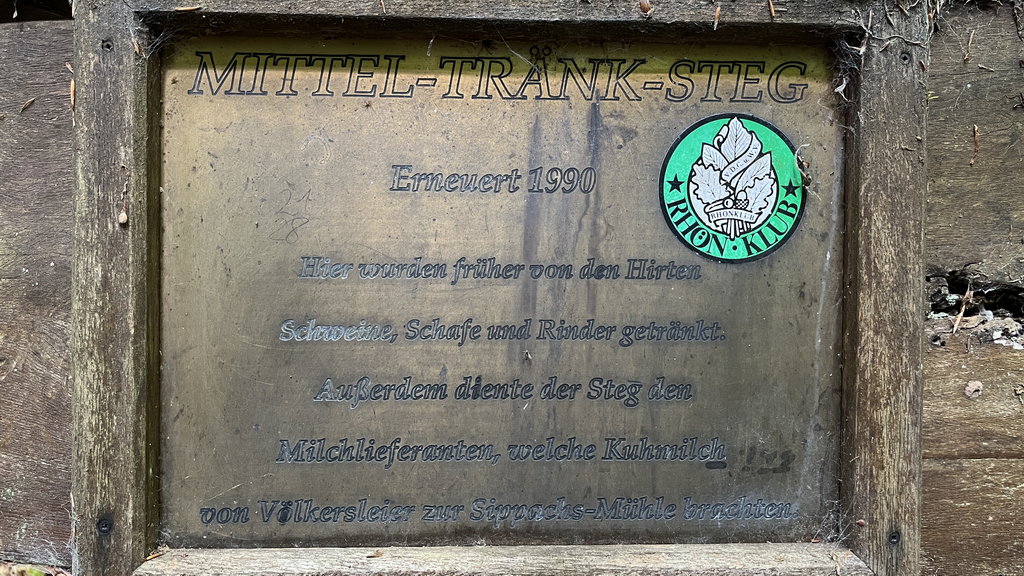 MITTEL-TRÄNK-STEG
Erneuert 1990
RHÖNKLUB
RHÖN·KLUB
Hier wurden früher von den Hirten
Schweine, Schafe und Rinder getränkt.
Außerdem diente der Steg den
Milchlieferanten, welche Kuhmilch
von Völkersleier zur Sippachs-Mühle brachten.